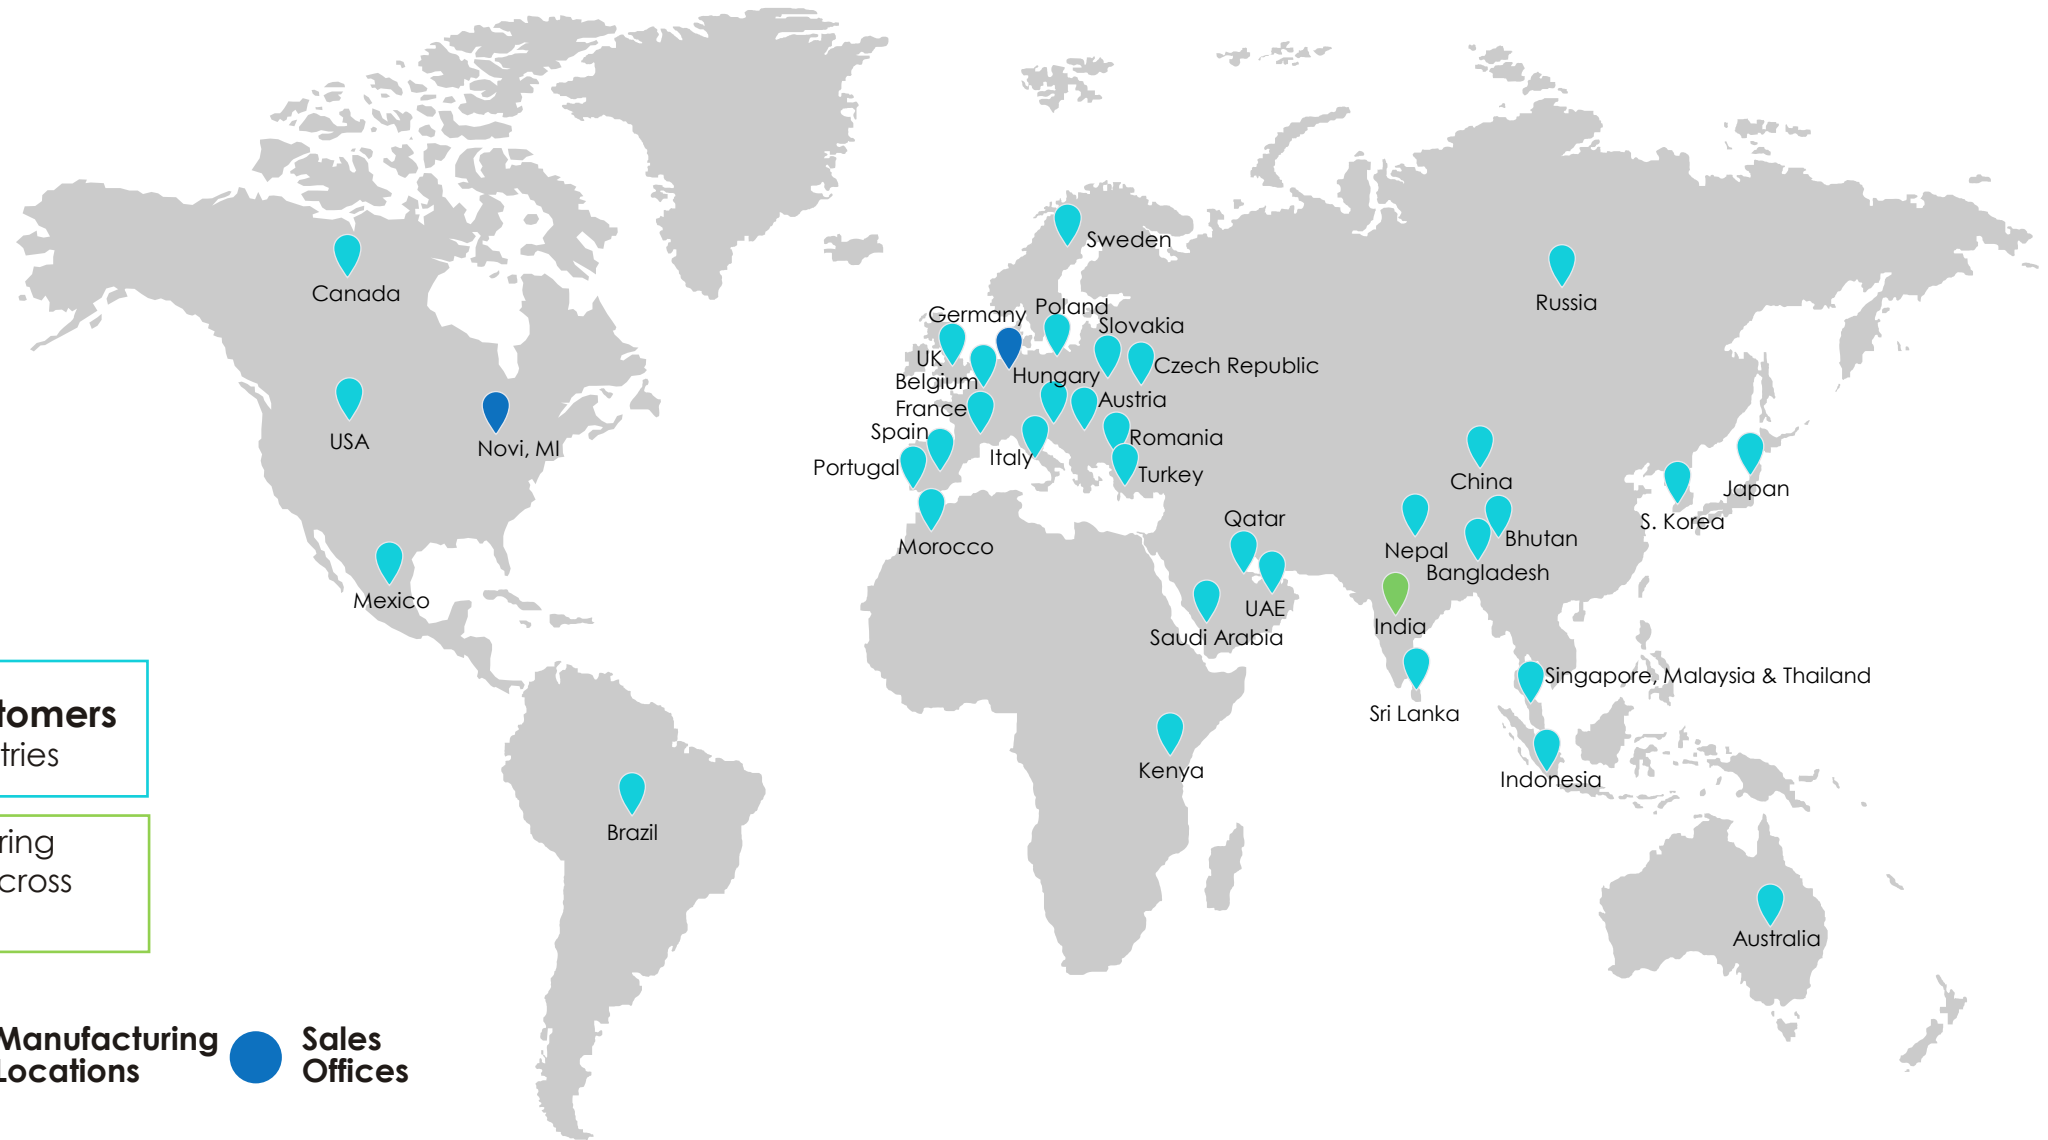 Sweden
Canada
Russia
Germany
Poland
Slovakia
UK
Czech Republic
Belgium
Hungary
Austria
France
Spain
Romania
USA
Novi, MI
Italy
Portugal
Turkey
China
Japan
Qatar
S. Korea
Morocco
Bhutan
Nepal
Bangladesh
Mexico
UAE
India
Saudi Arabia
Singapore, Malaysia & Thailand
Sri Lanka
Kenya
Indonesia
Brazil
Australia
tomers
tries
ring
cross
Manufacturing
Locations
Sales
Offices